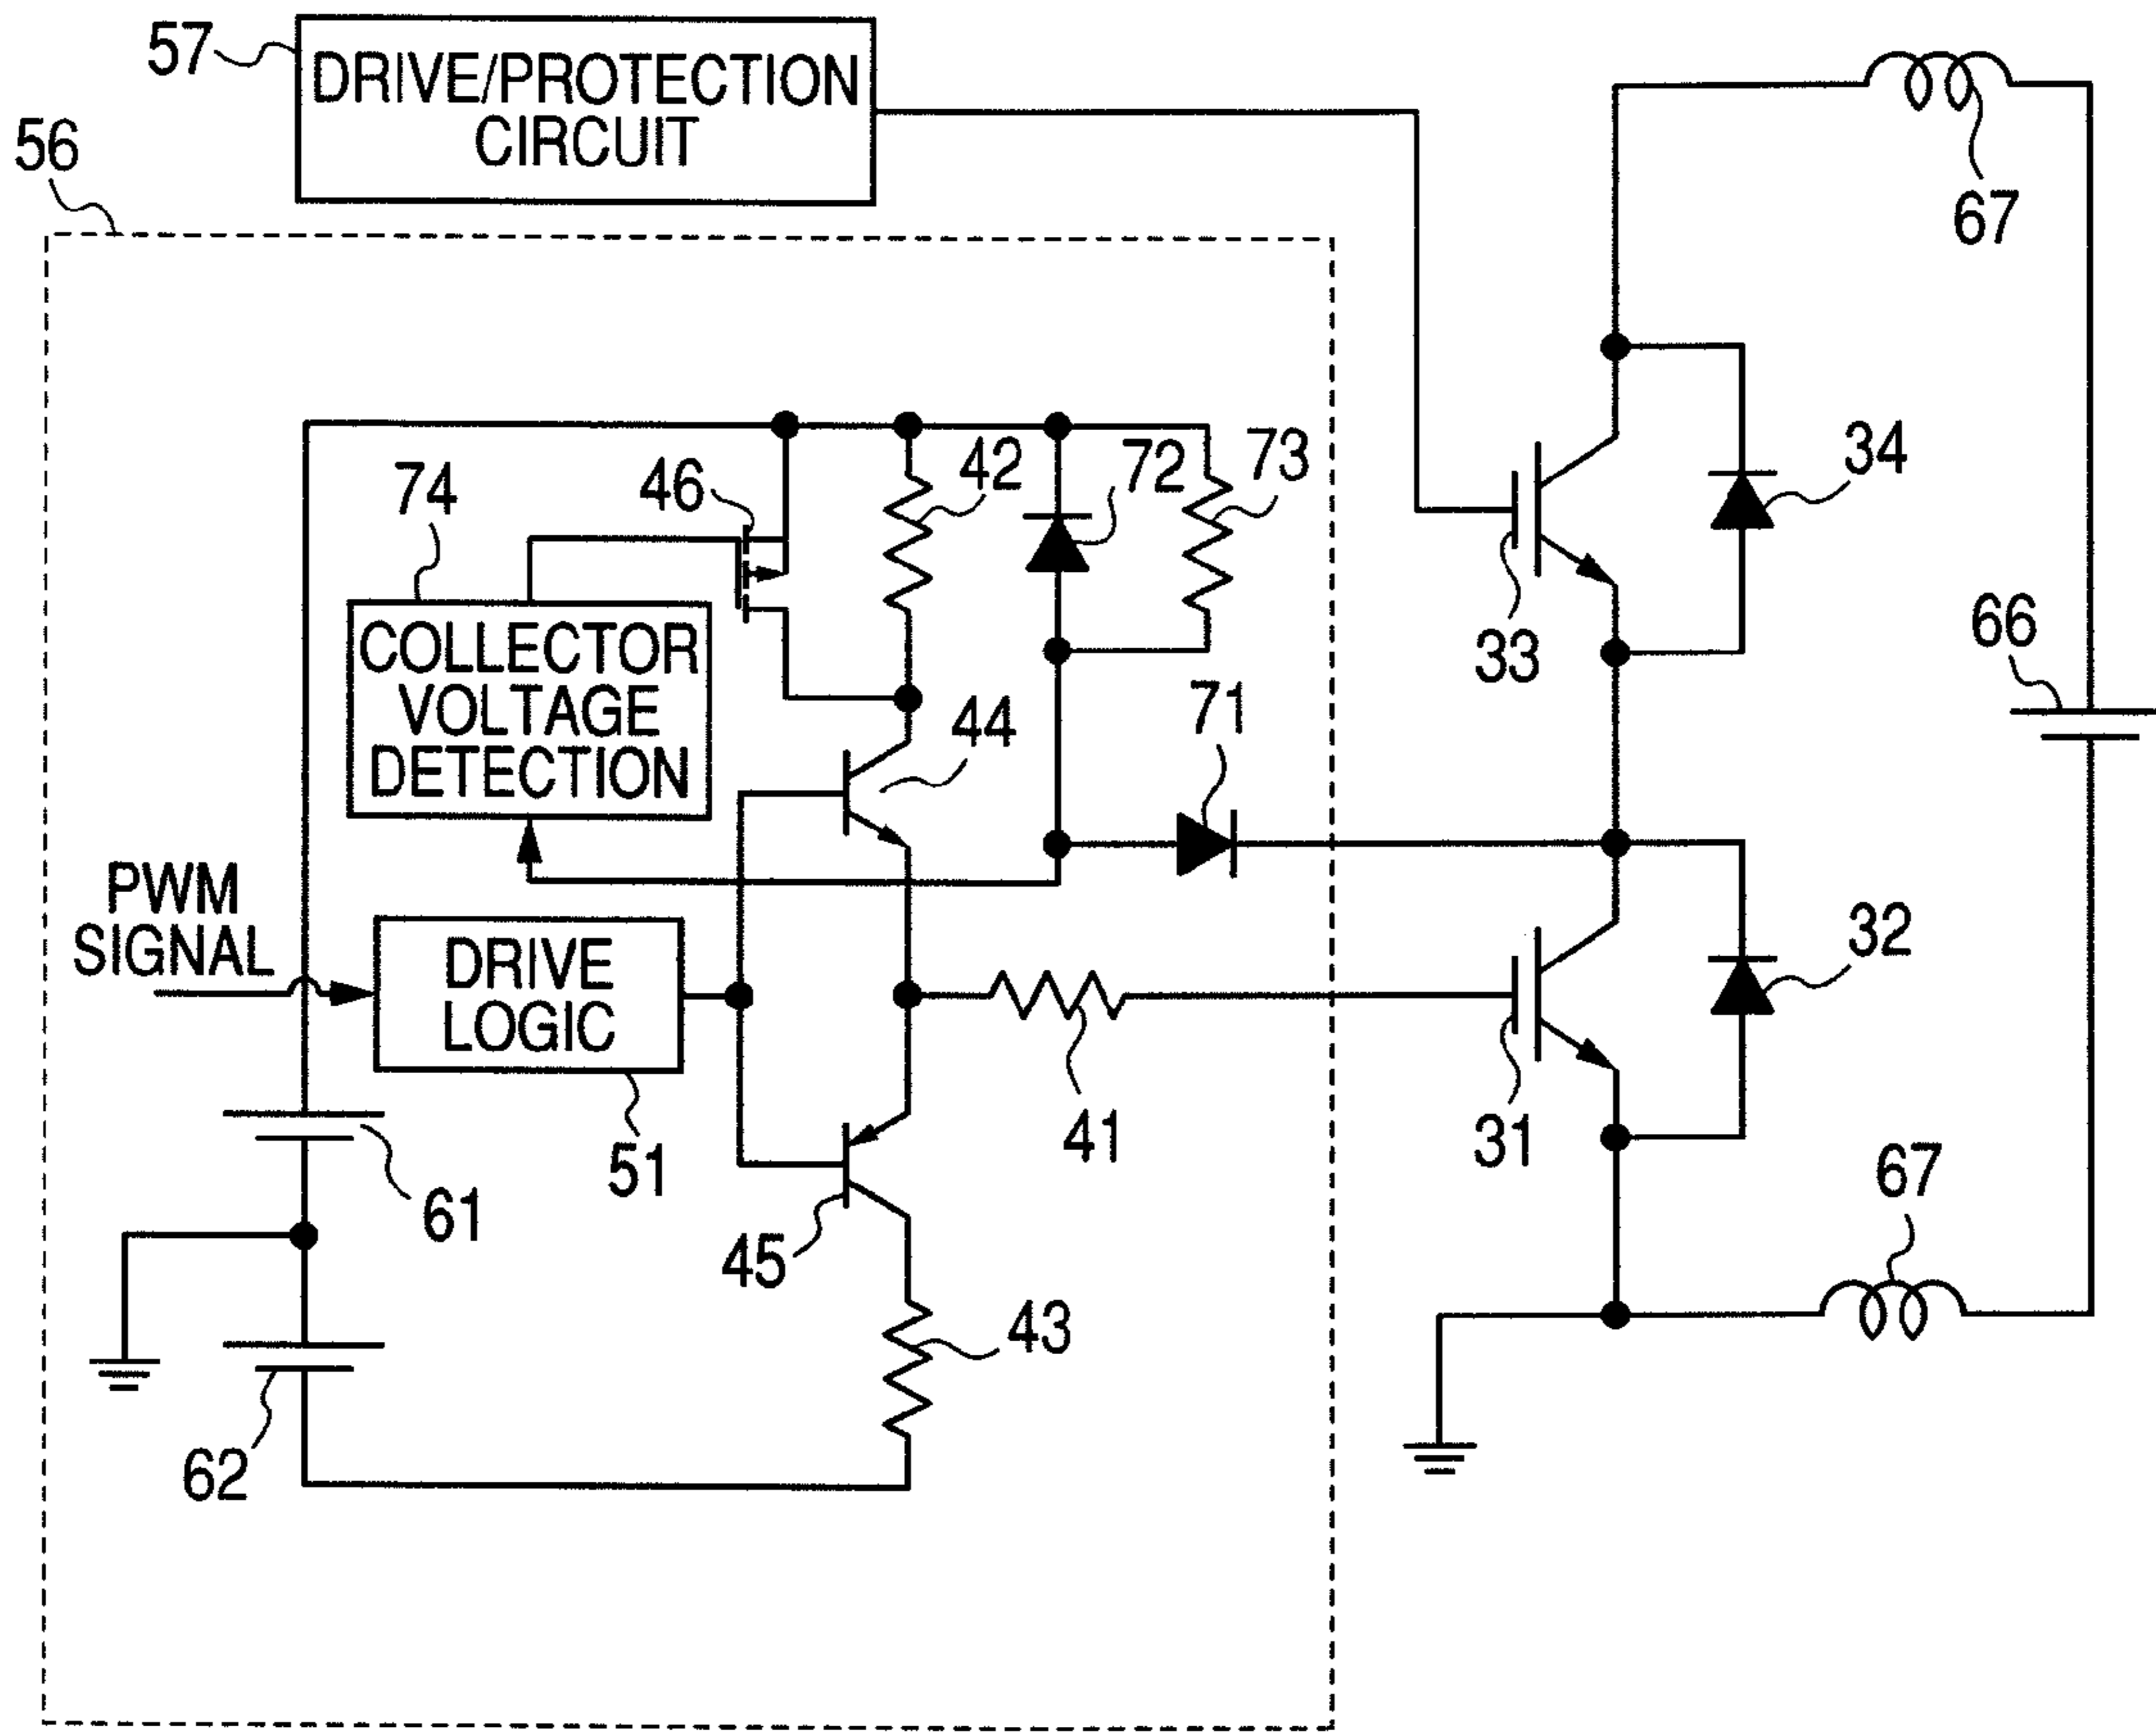 57
DRIVE/PROTECTION
CIRCUIT
67
56
74
46
42
72
73
34
COLLECTOR
VOLTAGE
DETECTION
33
66
44
71
PWM
SIGNAL
DRIVE
LOGIC
32
51
41
31
61
45
67
43
62